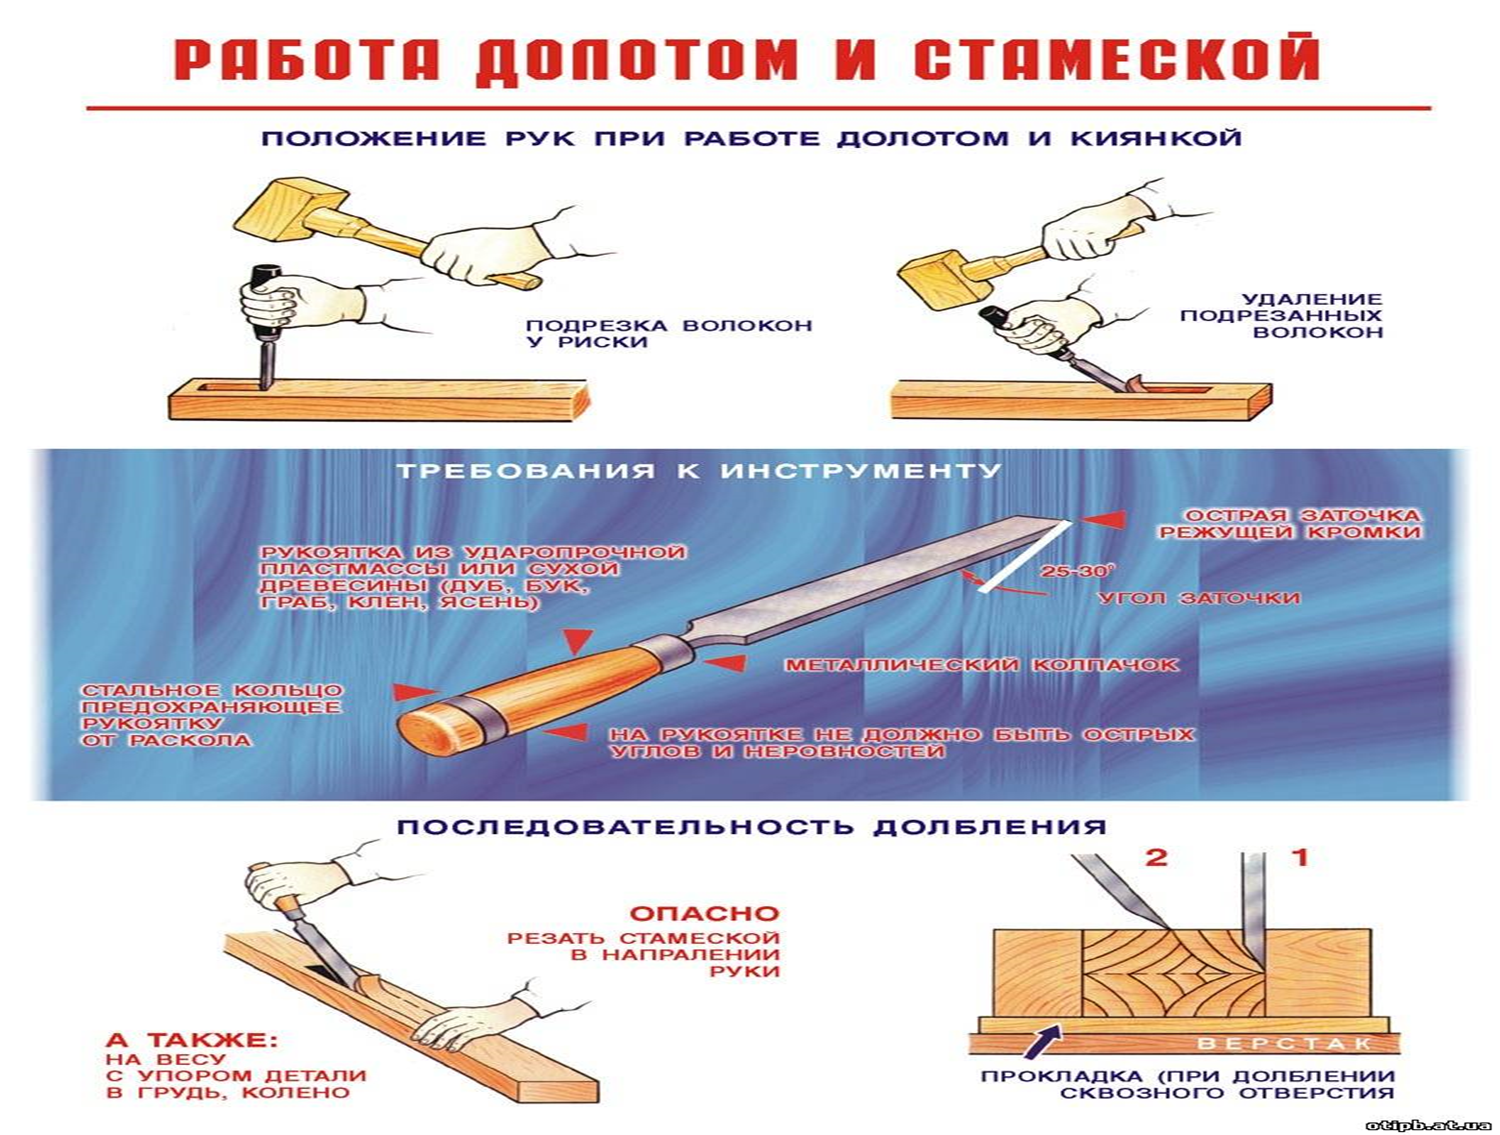 РАБОТА ДОЛОТОМ И СТАМЕСКОЙ
ПОЛОЖЕНИЕ РУК ПРИ РАБОТЕ ДОЛОТОМ И КИЯНКОЙ
ПОДРЕЗКА ВОЛОКОН
У РИСКИ
УДАЛЕНИЕ
ПОДРЕЗАННЫХ
ВОЛОКОН
ТРЕБОВАНИЯ К ИНСТРУМЕНТУ
ОСТРАЯ ЗАТОЧКА
РЕЖУЩЕЙ КРОМКИ
РУКОЯТКА ИЗ УДАРОПРОЧНОЙ
ПЛАСТМАССЫ ИЛИ СУХОЙ
ДРЕВЕСИНЫ (ДУБ, БУК,
ГРАБ, КЛЕН, ЯСЕНЬ)
25-30°
УГОЛ ЗАТОЧКИ
МЕТАЛЛИЧЕСКИЙ КОЛПАЧОК
СТАЛЬНОЕ КОЛЬЦО
ПРЕДОХРАНЯЮЩЕЕ
РУКОЯТКУ
ОТ РАСКОЛА
НА РУКОЯТКЕ НЕ ДОЛЖНО БЫТЬ ОСТРЫХ
УГЛОВ И НЕРОВНОСТЕЙ
ПОСЛЕДОВАТЕЛЬНОСТЬ ДОЛБЛЕНИЯ
2 1
ОПАСНО
РЕЗАТЬ СТАМЕСКОЙ
В НАПРАЛЕНИИ
РУКИ
А ТАКЖЕ:
НА ВЕСУ
С УПОРОМ ДЕТАЛИ
В ГРУДЬ, КОЛЕНО
ВЕРСТАК
ПРОКЛАДКА (ПРИ ДОЛБЛЕНИИ
СКВОЗНОГО ОТВЕРСТИЯ
otipb.at.ua